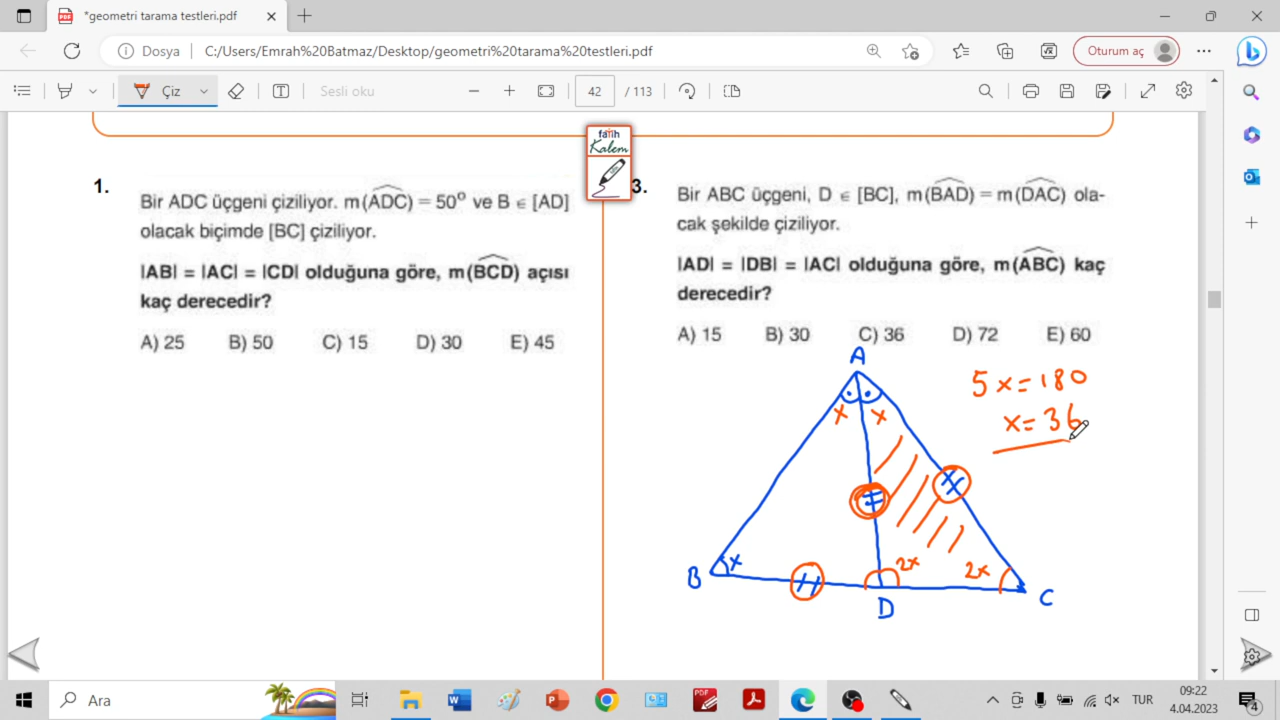 *geometri tarama testleri.pdf
Dosya
C:/Users/Emrah%20Batmaz/Desktop/geometri%20tarama%20testleri.pdf
Oturum aç
Çiz
Sesli oku
42
/ 113
fatih
Kalem
1.
Bir ADC üçgeni çiziliyor. m(ADC) = 50° ve B ∈ [AD]
olacak biçimde [BC] çiziliyor.
|AB| = |AC| = |CD| olduğuna göre, m(BCD) açısı
kaç derecedir?
A) 25 B) 50 C) 15 D) 30 E) 45
3.
Bir ABC üçgeni, D ∈ [BC], m(BAD) = m(DAC) ola-
cak şekilde çiziliyor.
|AD| = |DB| = |AC| olduğuna göre, m(ABC) kaç
derecedir?
A) 15 B) 30 C) 36 D) 72 E) 60
A
5x=180
x=36
x x
x
2x
2x
B
D
C
Ara
TUR
09:22
4.04.2023
4